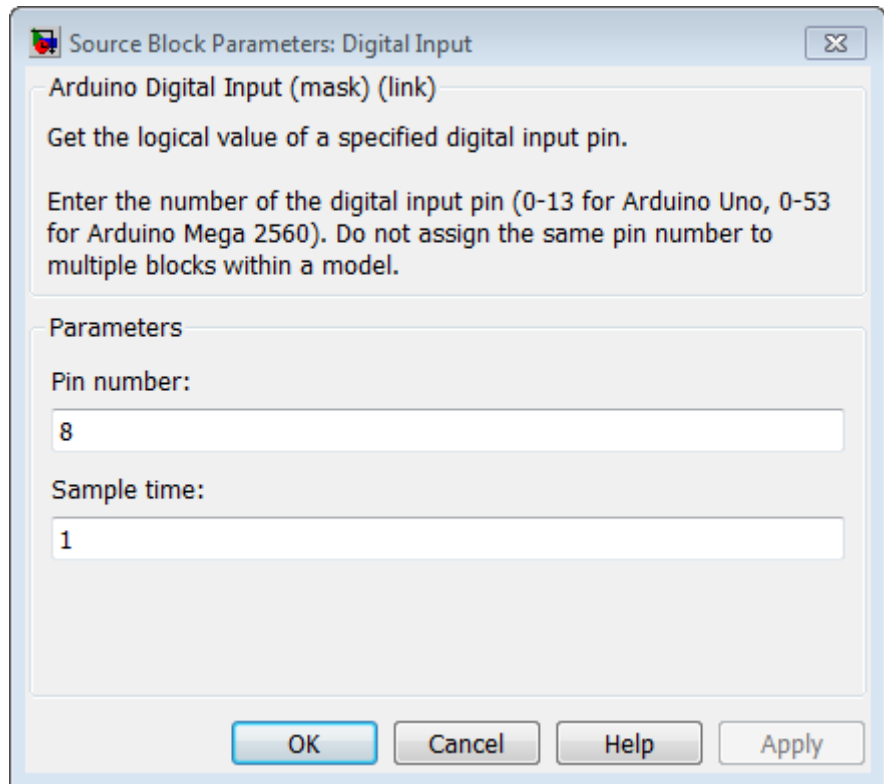 Source Block Parameters: Digital Input
Arduino Digital Input (mask) (link)
Get the logical value of a specified digital input pin.
Enter the number of the digital input pin (0-13 for Arduino Uno, 0-53
for Arduino Mega 2560). Do not assign the same pin number to
multiple blocks within a model.
Parameters
Pin number:
8
Sample time:
1
OK Cancel Help Apply